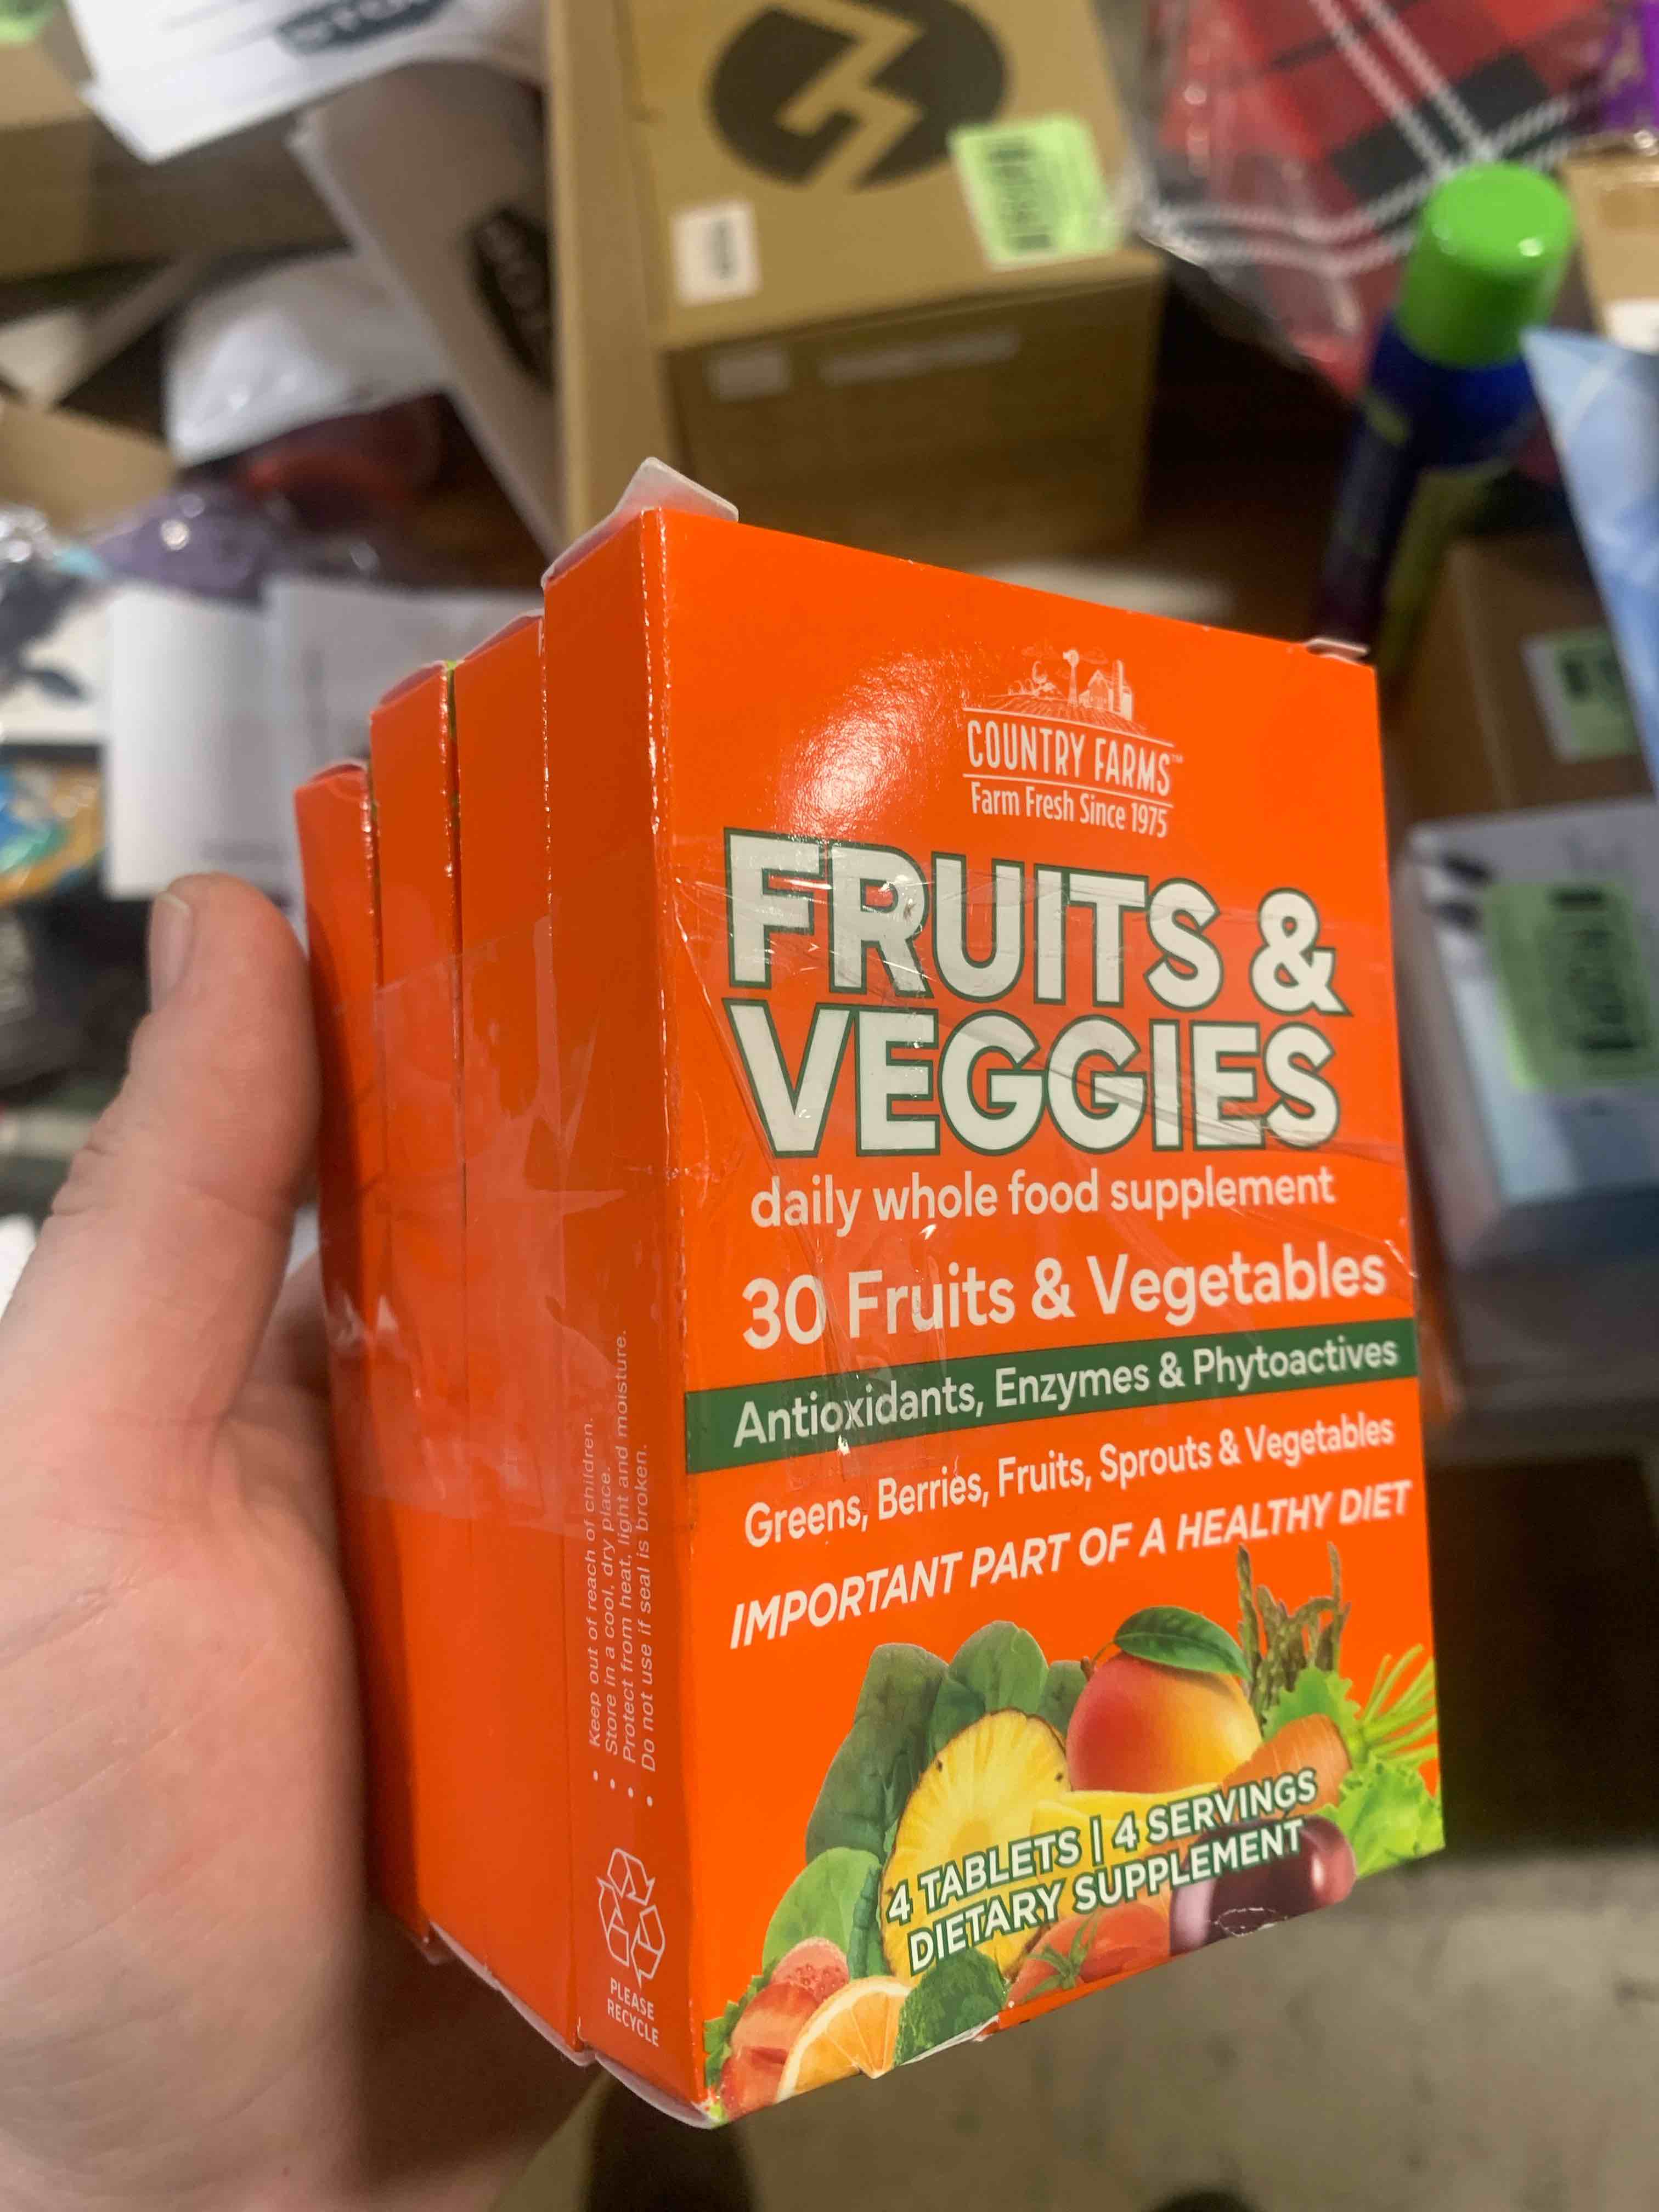 COUNTRY FARMS™
Farm Fresh Since 1975
FRUITS &
VEGGIES
daily whole food supplement
30 Fruits & Vegetables
Antioxidants, Enzymes & Phytoactives
Greens, Berries, Fruits, Sprouts & Vegetables
IMPORTANT PART OF A HEALTHY DIET
4 TABLETS | 4 SERVINGS
DIETARY SUPPLEMENT
• Keep out of reach of children.
• Store in a cool, dry place.
• Protect from heat, light and moisture.
• Do not use if seal is broken.
PLEASE
RECYCLE